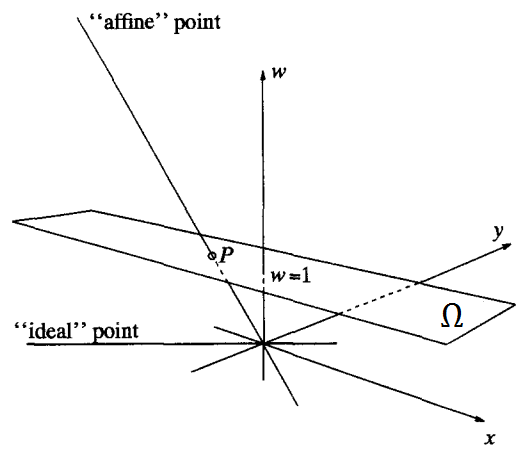 “affine” point
w
y
P
w=1
Ω
“ideal” point
x